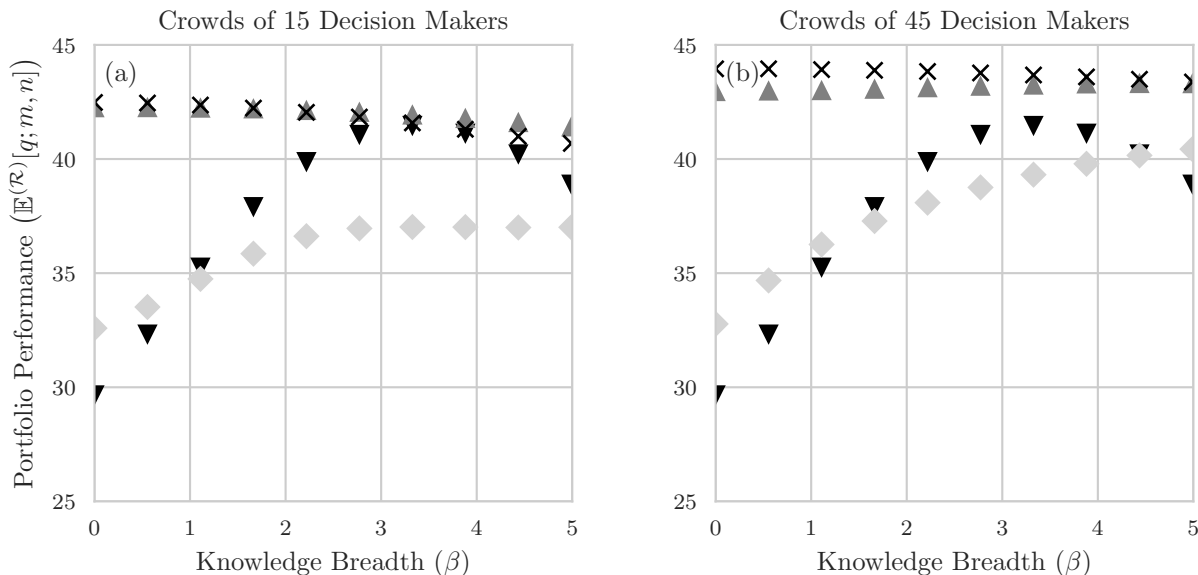 Crowds of 15 Decision Makers
Portfolio Performance (𝔼^(ℛ)[q; m, n])
45
40
35
30
25
(a)
0 1 2 3 4 5
Knowledge Breadth (β)
Crowds of 45 Decision Makers
45
40
35
30
25
(b)
0 1 2 3 4 5
Knowledge Breadth (β)